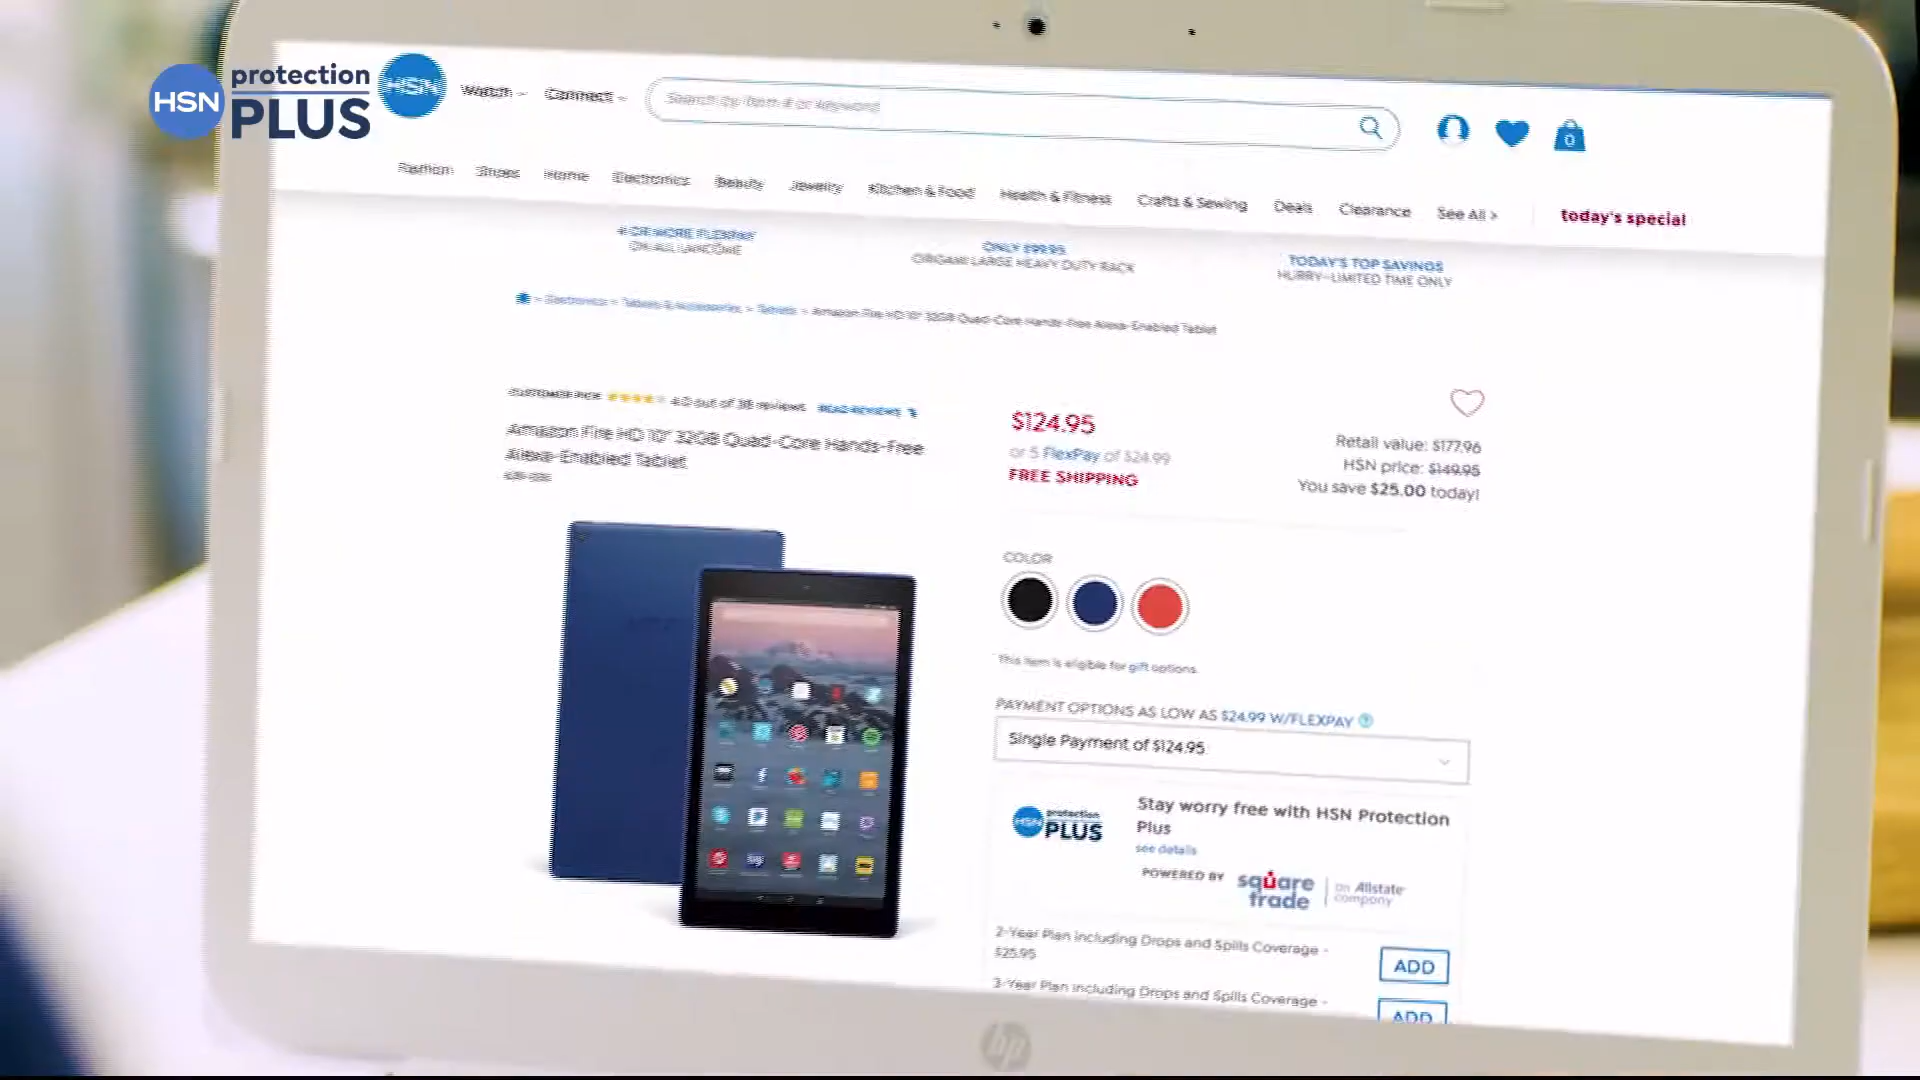 HSN protection
PLUS
HSN
Watch
Connect
Search by item # or keyword
0
Fashion Shoes Home Electronics Beauty Jewelry Kitchen & Food Health & Fitness Crafts & Sewing Deals Clearance See All > today's special
4 OR MORE FLEXPAY
ON ALL LANCÔME
ONLY $99.95
ORIGAMI LARGE HEAVY DUTY RACK
TODAY'S TOP SAVINGS
HURRY–LIMITED TIME ONLY
> Electronics > Tablets & Accessories > Tablets > Amazon Fire HD 10" 32GB Quad-Core Hands-Free Alexa-Enabled Tablet
CUSTOMER PICK 4.0 out of 38 reviews READ REVIEWS
Amazon Fire HD 10" 32GB Quad-Core Hands-Free
Alexa-Enabled Tablet
$124.95
or 5 FlexPay of $24.99
FREE SHIPPING
Retail value: $177.96
HSN price: $149.95
You save $25.00 today!
COLOR
This item is eligible for gift options.
PAYMENT OPTIONS AS LOW AS $24.99 W/FLEXPAY ?
Single Payment of $124.95
HSN protection
PLUS
Stay worry free with HSN Protection
Plus
see details
POWERED BY
square
trade
an Allstate
company
2-Year Plan including Drops and Spills Coverage -
$25.95
ADD
3-Year Plan including Drops and Spills Coverage -
ADD
hp